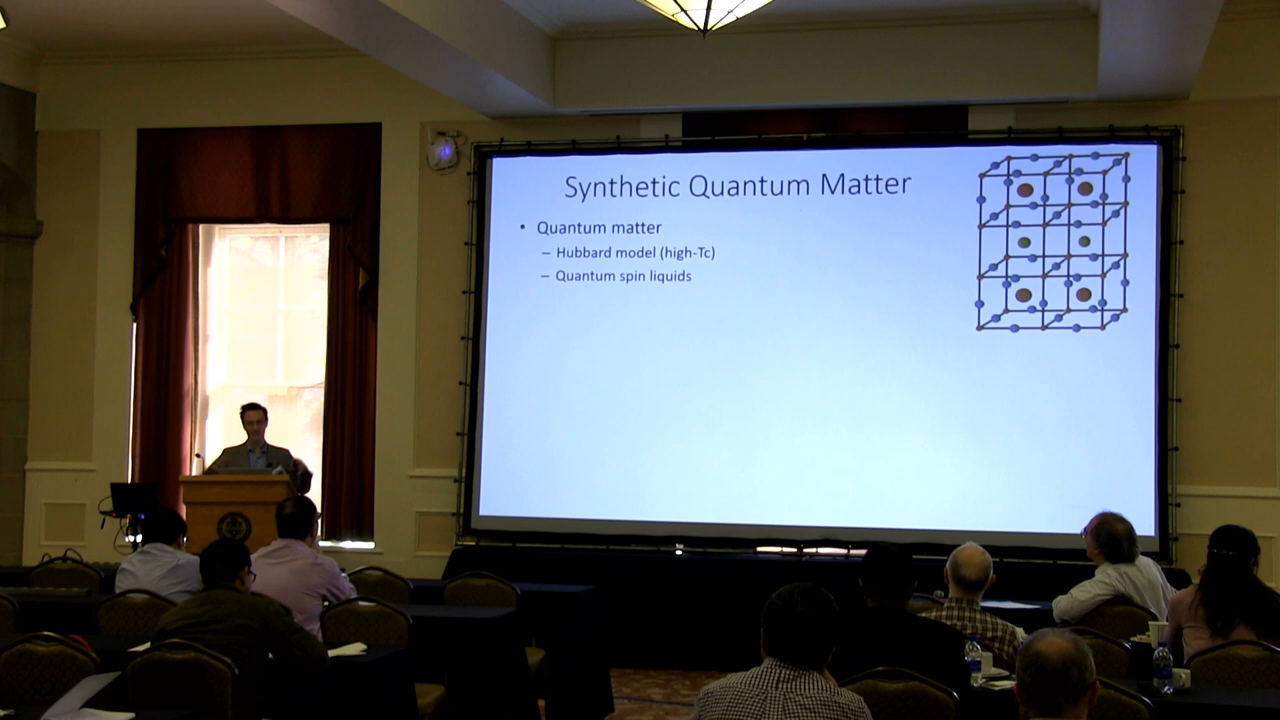 Synthetic Quantum Matter
• Quantum matter
– Hubbard model (high-Tc)
– Quantum spin liquids